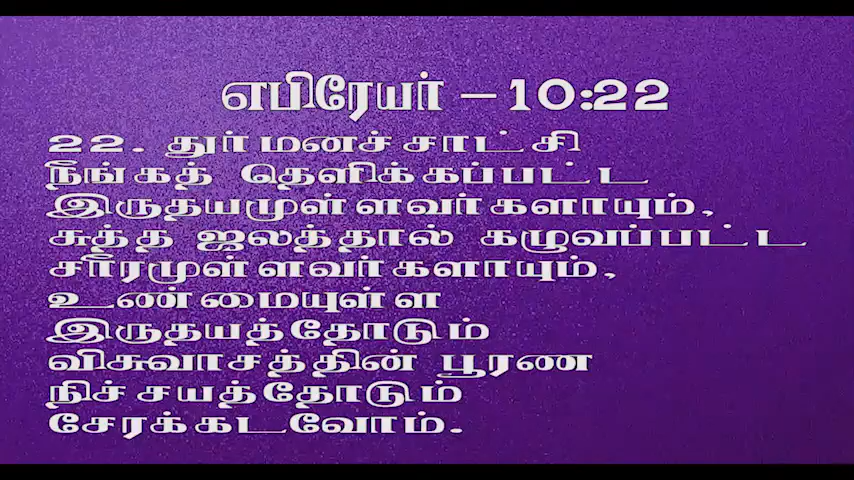 எபிரேயர் – 10:22
22. துர்மனச்சாட்சி
நீங்கத் தெளிக்கப்பட்ட
இருதயமுள்ளவர்களாயும்,
சுத்த ஜலத்தால் கழுவப்பட்ட
சரீரமுள்ளவர்களாயும்,
உண்மையுள்ள
இருதயத்தோடும்
விசுவாசத்தின் பூரண
நிச்சயத்தோடும்
சேரக்கடவோம்.